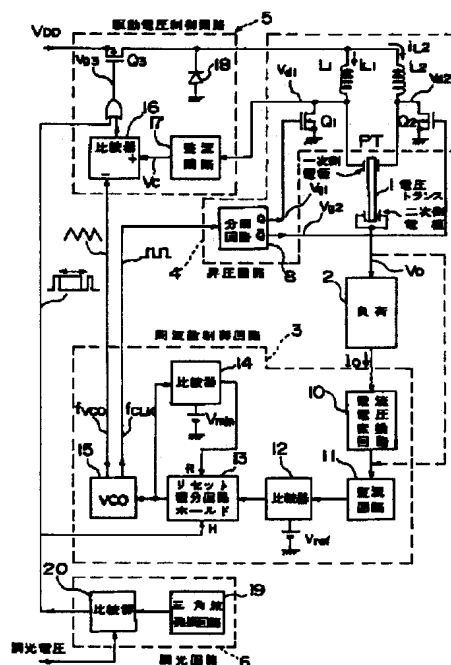 駆動電圧制御回路
5
VDD
Q3
VG3
18
iL2
L1
iL1
L2
Vd1
Vd2
Q1
Q2
16
比較器
+
−
17
整流回路
Vc
PT
一次側電極
1
電圧トランス
二次側電極
Vg1
Vg2
分周回路
Q
Q̄
8
4
昇圧回路
Vo
2
負荷
Io
周波数制御回路
3
14
比較器
Vmin
10
電流電圧変換回路
fVCO
fCLK
15
VCO
13
R
リセット積分回路ホールド
H
12
比較器
Vref
11
整流回路
20
比較器
19
三角波発振回路
調光電圧
調光回路
6